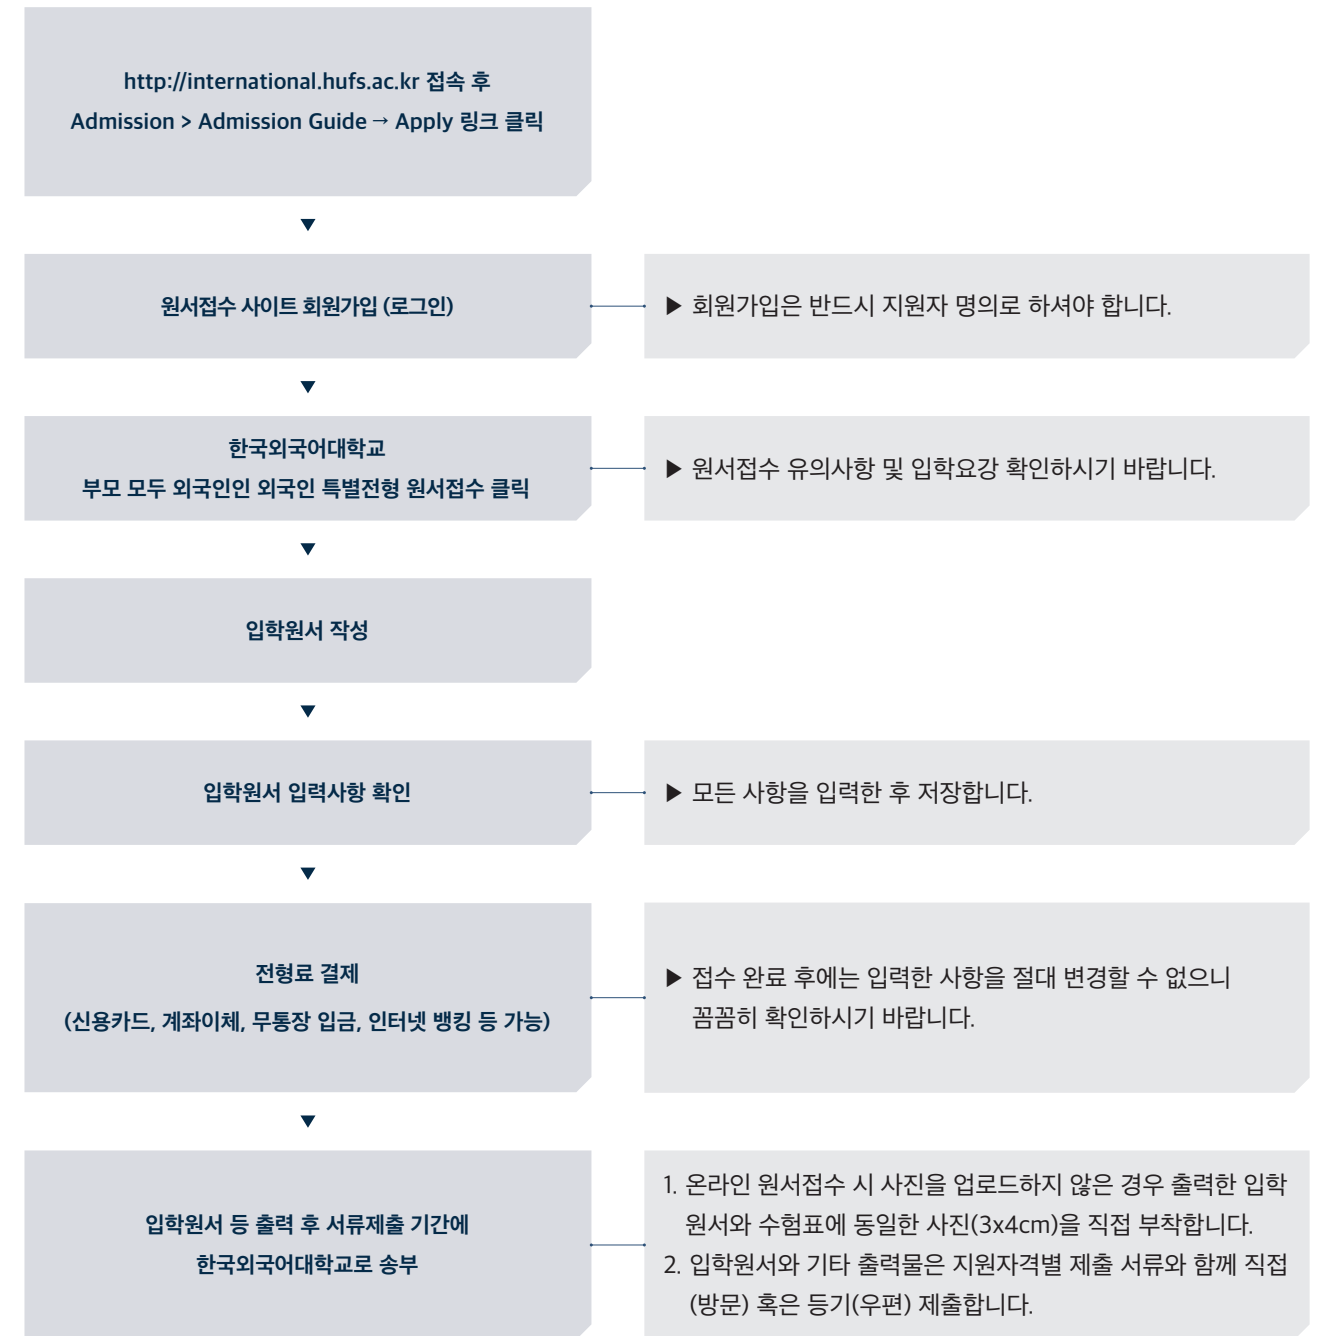 http://international.hufs.ac.kr 접속 후
Admission > Admission Guide → Apply 링크 클릭
▼
원서접수 사이트 회원가입 (로그인)
▶ 회원가입은 반드시 지원자 명의로 하셔야 합니다.
▼
한국외국어대학교
부모 모두 외국인인 외국인 특별전형 원서접수 클릭
▶ 원서접수 유의사항 및 입학요강 확인하시기 바랍니다.
▼
입학원서 작성
▼
입학원서 입력사항 확인
▶ 모든 사항을 입력한 후 저장합니다.
▼
전형료 결제
(신용카드, 계좌이체, 무통장 입금, 인터넷 뱅킹 등 가능)
▶ 접수 완료 후에는 입력한 사항을 절대 변경할 수 없으니
꼼꼼히 확인하시기 바랍니다.
▼
입학원서 등 출력 후 서류제출 기간에
한국외국어대학교로 송부
1. 온라인 원서접수 시 사진을 업로드하지 않은 경우 출력한 입학
원서와 수험표에 동일한 사진(3x4cm)을 직접 부착합니다.
2. 입학원서와 기타 출력물은 지원자격별 제출 서류와 함께 직접
(방문) 혹은 등기(우편) 제출합니다.